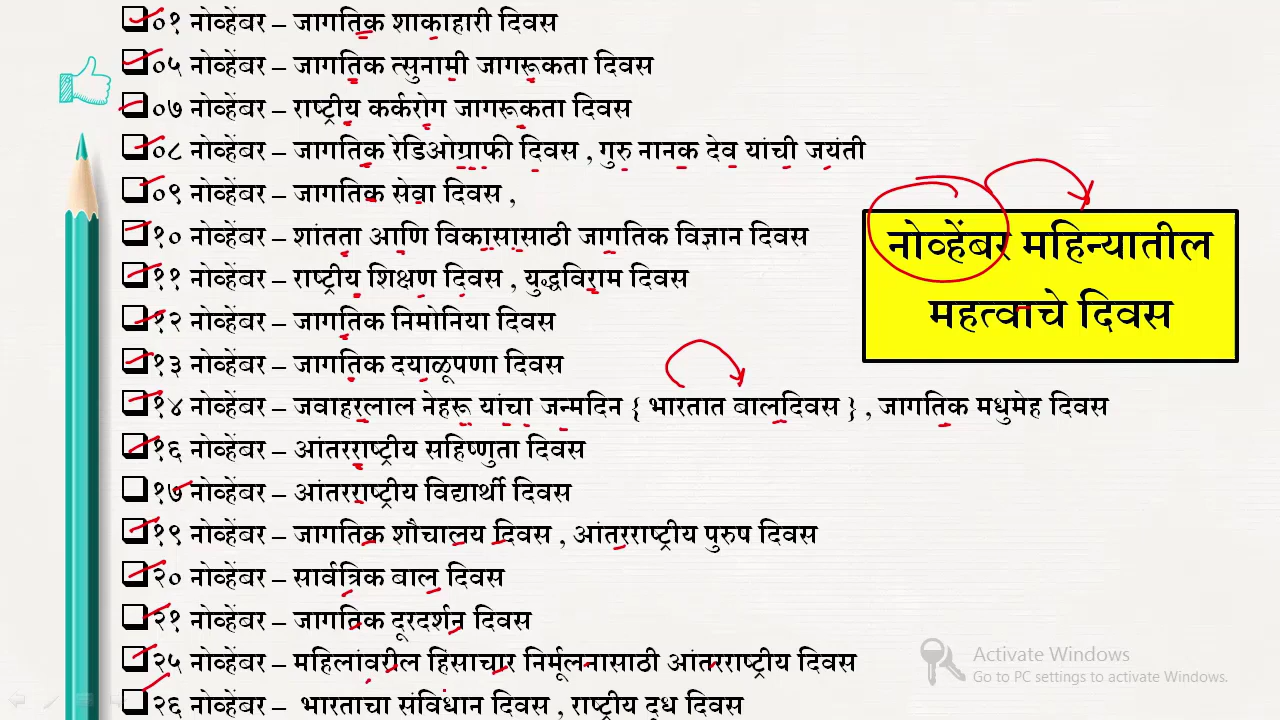 ०१ नोव्हेंबर – जागतिक शाकाहारी दिवस
०५ नोव्हेंबर – जागतिक त्सुनामी जागरूकता दिवस
०७ नोव्हेंबर – राष्ट्रीय कर्करोग जागरूकता दिवस
०८ नोव्हेंबर – जागतिक रेडिओग्राफी दिवस , गुरु नानक देव यांची जयंती
०९ नोव्हेंबर – जागतिक सेवा दिवस ,
१० नोव्हेंबर – शांतता आणि विकासासाठी जागतिक विज्ञान दिवस
११ नोव्हेंबर – राष्ट्रीय शिक्षण दिवस , युद्धविराम दिवस
१२ नोव्हेंबर – जागतिक निमोनिया दिवस
१३ नोव्हेंबर – जागतिक दयाळूपणा दिवस
१४ नोव्हेंबर – जवाहरलाल नेहरू यांचा जन्मदिन { भारतात बालदिवस } , जागतिक मधुमेह दिवस
१६ नोव्हेंबर – आंतरराष्ट्रीय सहिष्णुता दिवस
१७ नोव्हेंबर – आंतरराष्ट्रीय विद्यार्थी दिवस
१९ नोव्हेंबर – जागतिक शौचालय दिवस , आंतरराष्ट्रीय पुरुष दिवस
२० नोव्हेंबर – सार्वत्रिक बाल दिवस
२१ नोव्हेंबर – जागतिक दूरदर्शन दिवस
२५ नोव्हेंबर – महिलांवरील हिंसाचार निर्मूलनासाठी आंतरराष्ट्रीय दिवस
२६ नोव्हेंबर – भारताचा संविधान दिवस , राष्ट्रीय दूध दिवस
नोव्हेंबर महिन्यातील
महत्वाचे दिवस
Activate Windows
Go to PC settings to activate Windows.